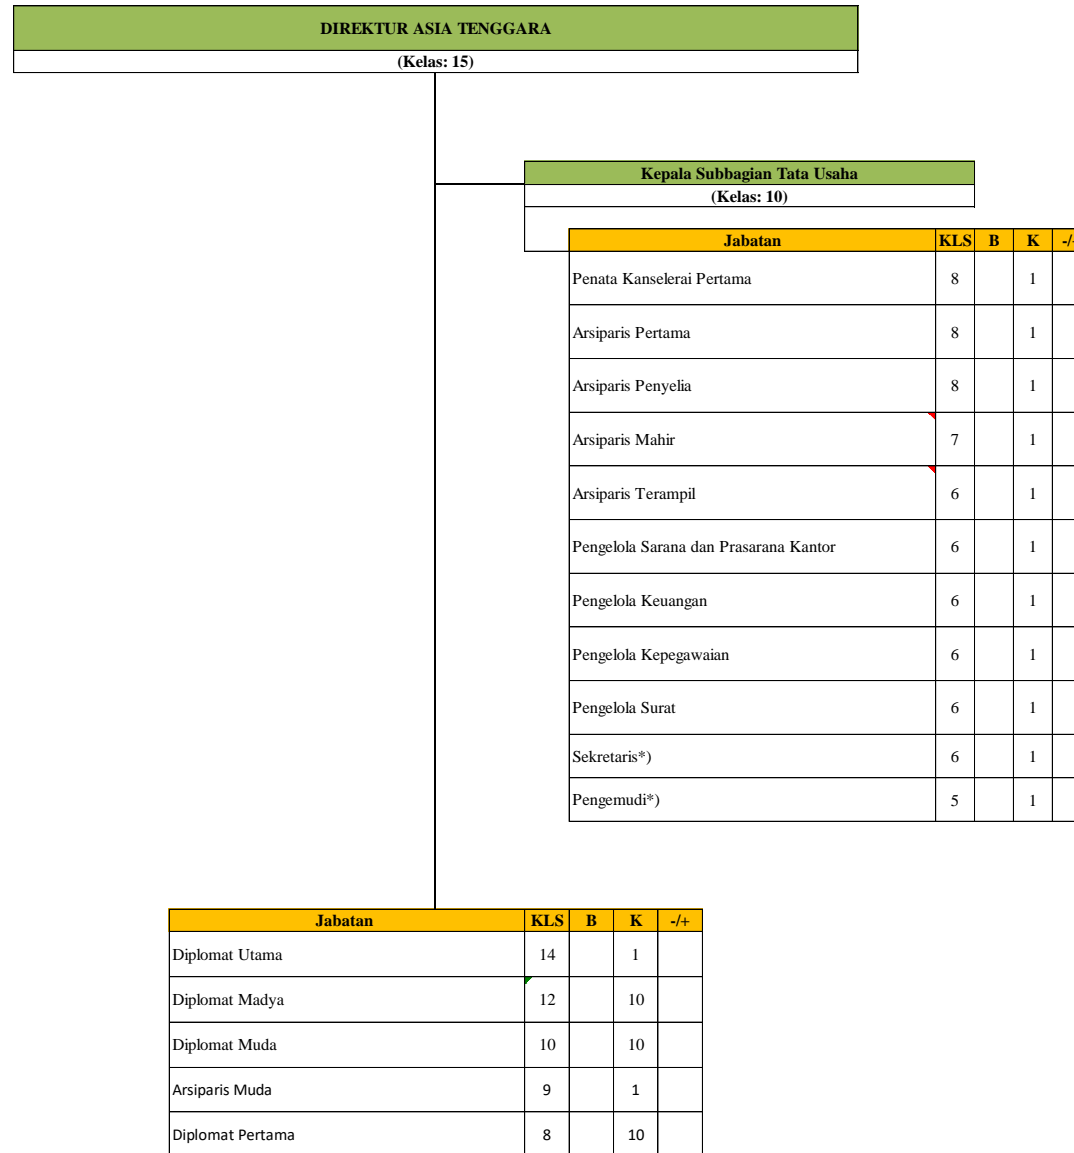 DIREKTUR ASIA TENGGARA
(Kelas: 15)
Kepala Subbagian Tata Usaha
(Kelas: 10)
Jabatan KLS B K -/+
Penata Kanselerai Pertama 8 1
Arsiparis Pertama 8 1
Arsiparis Penyelia 8 1
Arsiparis Mahir 7 1
Arsiparis Terampil 6 1
Pengelola Sarana dan Prasarana Kantor 6 1
Pengelola Keuangan 6 1
Pengelola Kepegawaian 6 1
Pengelola Surat 6 1
Sekretaris*) 6 1
Pengemudi*) 5 1
Jabatan KLS B K -/+
Diplomat Utama 14 1
Diplomat Madya 12 10
Diplomat Muda 10 10
Arsiparis Muda 9 1
Diplomat Pertama 8 10